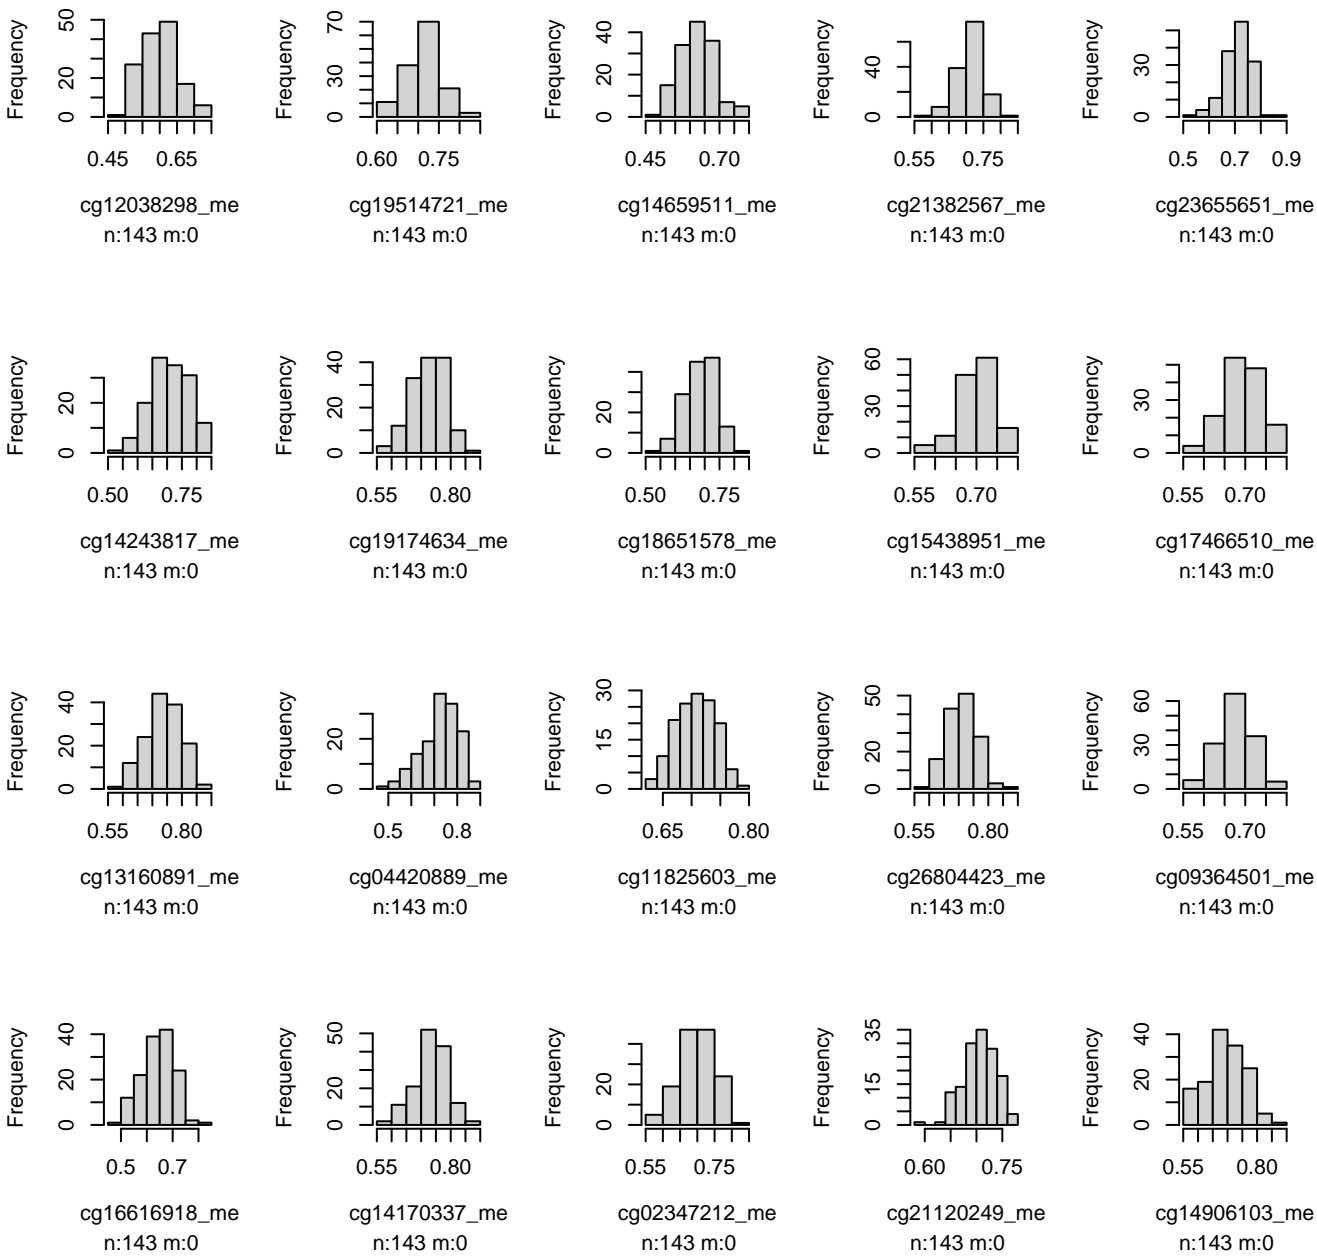 Frequency
0 20 50
0.45 0.65
cg12038298_me
n:143 m:0
Frequency
0 30 70
0.60 0.75
cg19514721_me
n:143 m:0
Frequency
0 20 40
0.45 0.70
cg14659511_me
n:143 m:0
Frequency
0 40
0.55 0.75
cg21382567_me
n:143 m:0
Frequency
0 30
0.5 0.7 0.9
cg23655651_me
n:143 m:0
Frequency
0 20
0.50 0.75
cg14243817_me
n:143 m:0
Frequency
0 20 40
0.55 0.80
cg19174634_me
n:143 m:0
Frequency
0 20
0.50 0.75
cg18651578_me
n:143 m:0
Frequency
0 30 60
0.55 0.70
cg15438951_me
n:143 m:0
Frequency
0 30
0.55 0.70
cg17466510_me
n:143 m:0
Frequency
0 20 40
0.55 0.80
cg13160891_me
n:143 m:0
Frequency
0 20
0.5 0.8
cg04420889_me
n:143 m:0
Frequency
0 15 30
0.65 0.80
cg11825603_me
n:143 m:0
Frequency
0 20 50
0.55 0.80
cg26804423_me
n:143 m:0
Frequency
0 30 60
0.55 0.70
cg09364501_me
n:143 m:0
Frequency
0 20 40
0.5 0.7
cg16616918_me
n:143 m:0
Frequency
0 20 50
0.55 0.80
cg14170337_me
n:143 m:0
Frequency
0 20
0.55 0.75
cg02347212_me
n:143 m:0
Frequency
0 15 35
0.60 0.75
cg21120249_me
n:143 m:0
Frequency
0 20 40
0.55 0.80
cg14906103_me
n:143 m:0